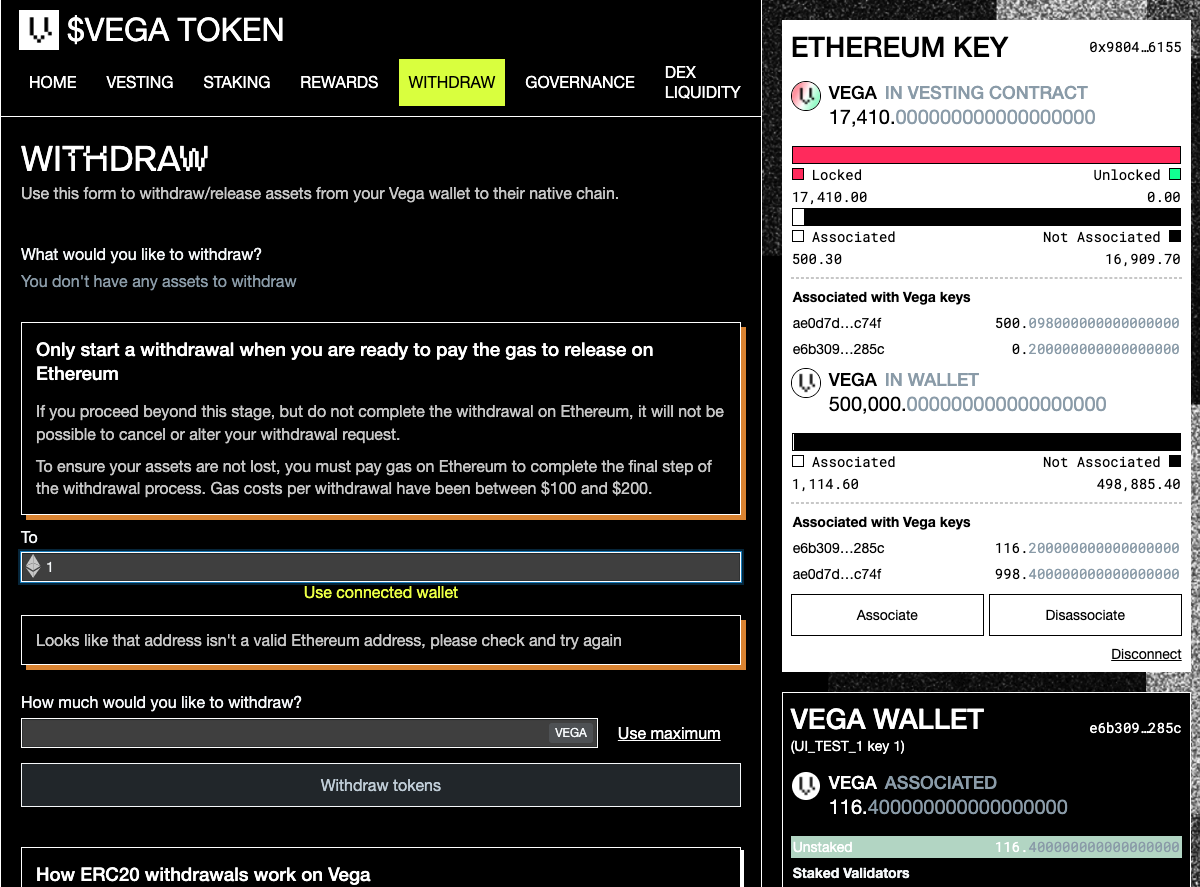 $VEGA TOKEN
HOME VESTING STAKING REWARDS WITHDRAW GOVERNANCE DEX LIQUIDITY
WITHDRAW
Use this form to withdraw/release assets from your Vega wallet to their native chain.
What would you like to withdraw?
You don't have any assets to withdraw
Only start a withdrawal when you are ready to pay the gas to release on
Ethereum
If you proceed beyond this stage, but do not complete the withdrawal on Ethereum, it will not be
possible to cancel or alter your withdrawal request.
To ensure your assets are not lost, you must pay gas on Ethereum to complete the final step of
the withdrawal process. Gas costs per withdrawal have been between $100 and $200.
To
1
Use connected wallet
Looks like that address isn't a valid Ethereum address, please check and try again
How much would you like to withdraw?
VEGA Use maximum
Withdraw tokens
How ERC20 withdrawals work on Vega
ETHEREUM KEY 0x9804…6155
VEGA IN VESTING CONTRACT
17,410.000000000000000000
Locked Unlocked
17,410.00 0.00
Associated Not Associated
500.30 16,909.70
Associated with Vega keys
ae0d7d…c74f 500.098000000000000000
e6b309…285c 0.200000000000000000
VEGA IN WALLET
500,000.000000000000000000
Associated Not Associated
1,114.60 498,885.40
Associated with Vega keys
e6b309…285c 116.200000000000000000
ae0d7d…c74f 998.400000000000000000
Associate Disassociate
Disconnect
VEGA WALLET e6b309…285c
(UI_TEST_1 key 1)
VEGA ASSOCIATED
116.400000000000000000
Unstaked 116.400000000000000000
Staked Validators